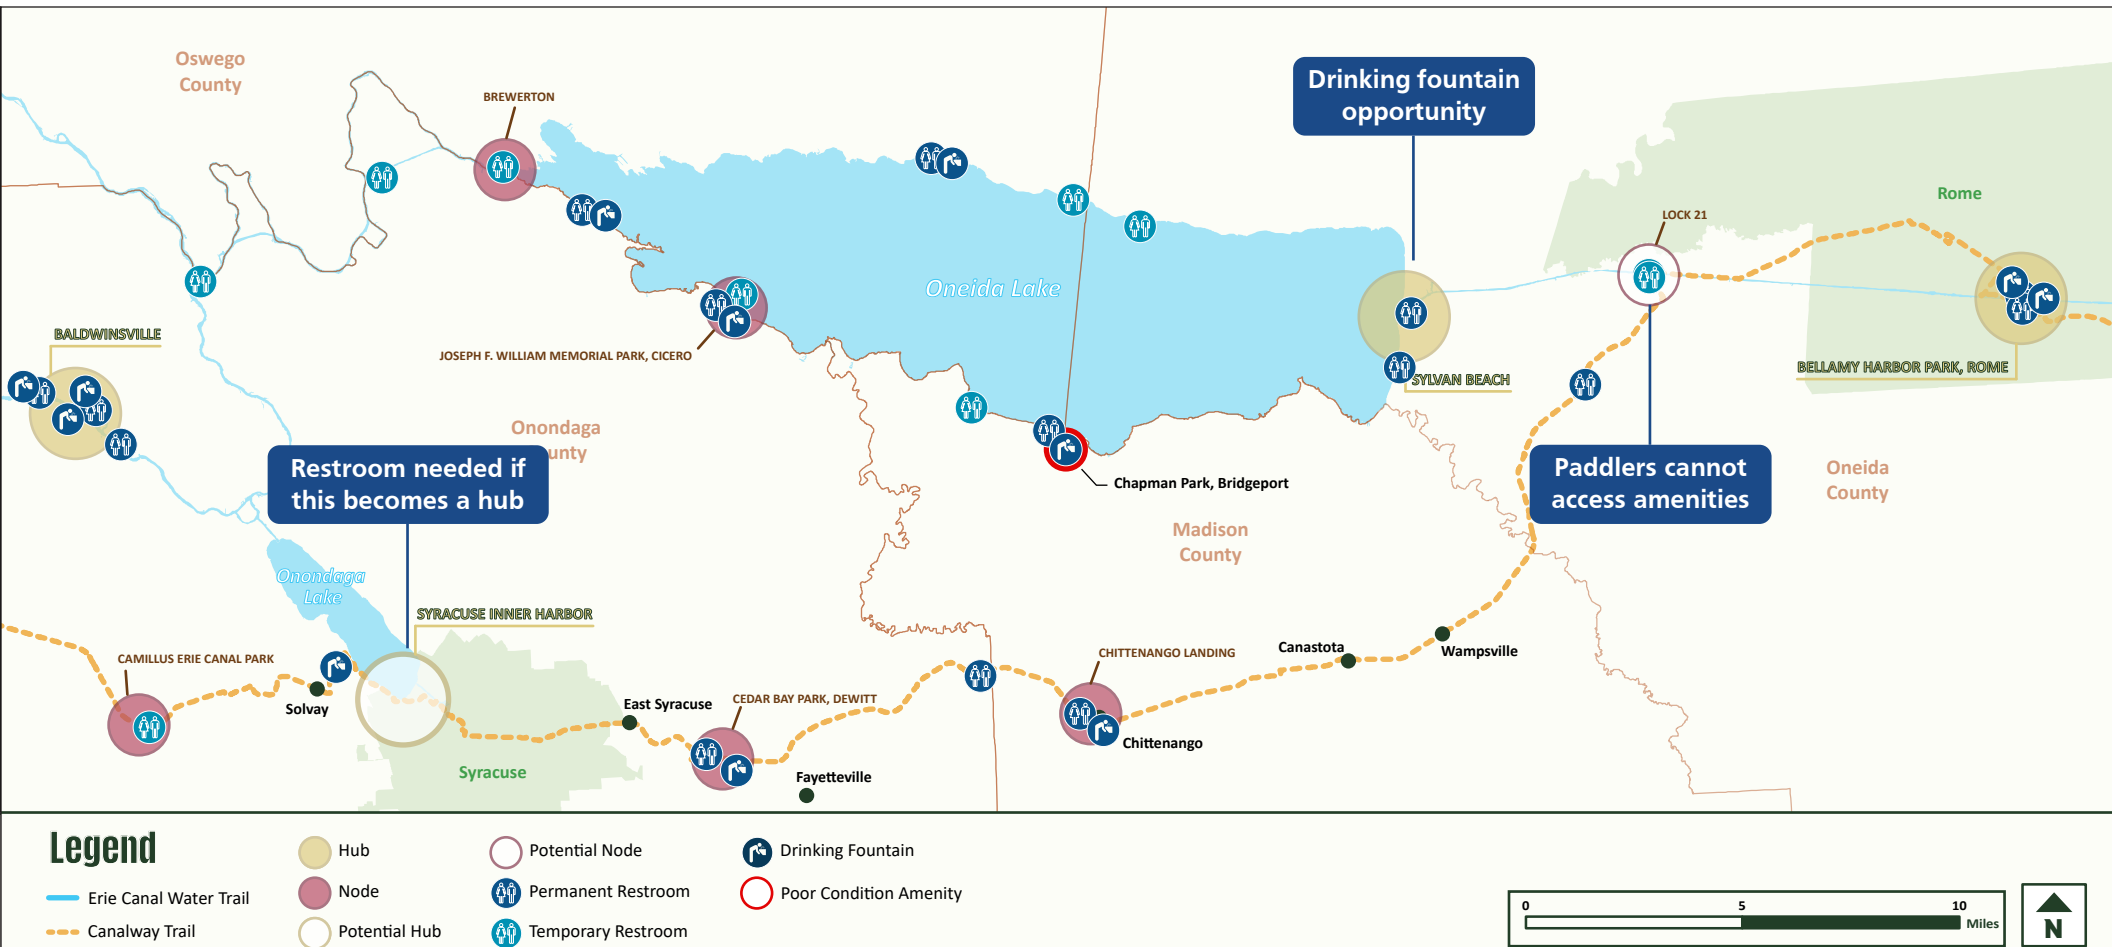 Oswego
County
BREWERTON
Drinking fountain
opportunity
Rome
LOCK 21
Oneida Lake
BALDWINSVILLE
JOSEPH F. WILLIAM MEMORIAL PARK, CICERO
BELLAMY HARBOR PARK, ROME
SYLVAN BEACH
Onondaga
unty
Restroom needed if
this becomes a hub
Chapman Park, Bridgeport
Paddlers cannot
access amenities
Oneida
County
Madison
County
Onondaga
Lake
SYRACUSE INNER HARBOR
CAMILLUS ERIE CANAL PARK
CHITTENANGO LANDING
Canastota
Wampsville
Solvay
East Syracuse
CEDAR BAY PARK, DEWITT
Chittenango
Syracuse
Fayetteville
Legend
Erie Canal Water Trail
Canalway Trail
Hub
Node
Potential Hub
Potential Node
Permanent Restroom
Temporary Restroom
Drinking Fountain
Poor Condition Amenity
0 5 10
Miles
N